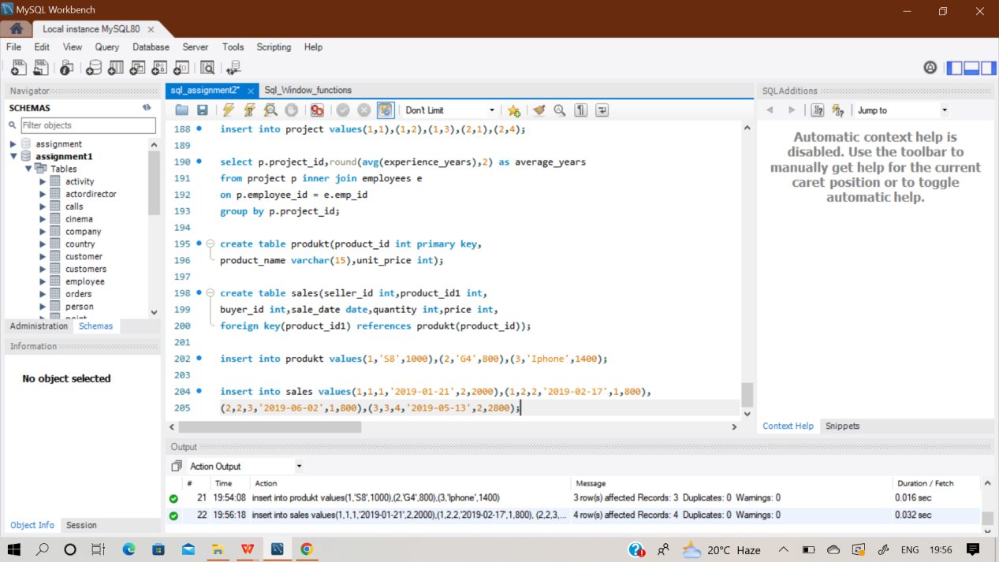 MySQL Workbench
Local instance MySQL80
File Edit View Query Database Server Tools Scripting Help
Navigator
SCHEMAS
Filter objects
assignment
assignment1
Tables
activity
actordirector
calls
cinema
company
country
customer
customers
employee
orders
person
Administration Schemas
Information
No object selected
Object Info Session
sql_assignment2* Sql_Window_functions
Don't Limit
188 insert into project values(1,1),(1,2),(1,3),(2,1),(2,4);
189
190 select p.project_id,round(avg(experience_years),2) as average_years
191 from project p inner join employees e
192 on p.employee_id = e.emp_id
193 group by p.project_id;
194
195 create table produkt(product_id int primary key,
196 product_name varchar(15),unit_price int);
197
198 create table sales(seller_id int,product_id1 int,
199 buyer_id int,sale_date date,quantity int,price int,
200 foreign key(product_id1) references produkt(product_id));
201
202 insert into produkt values(1,'S8',1000),(2,'G4',800),(3,'Iphone',1400);
203
204 insert into sales values(1,1,1,'2019-01-21',2,2000),(1,2,2,'2019-02-17',1,800),
205 (2,2,3,'2019-06-02',1,800),(3,3,4,'2019-05-13',2,2800);
SQLAdditions
Jump to
Automatic context help is
disabled. Use the toolbar to
manually get help for the current
caret position or to toggle
automatic help.
Context Help Snippets
Output
Action Output
# Time Action Message Duration / Fetch
21 19:54:08 insert into produkt values(1,'S8',1000),(2,'G4',800),(3,'Iphone',1400) 3 row(s) affected Records: 3 Duplicates: 0 Warnings: 0 0.016 sec
22 19:56:18 insert into sales values(1,1,1,'2019-01-21',2,2000),(1,2,2,'2019-02-17',1,800), (2,2,3,... 4 row(s) affected Records: 4 Duplicates: 0 Warnings: 0 0.032 sec
20°C Haze ENG 19:56